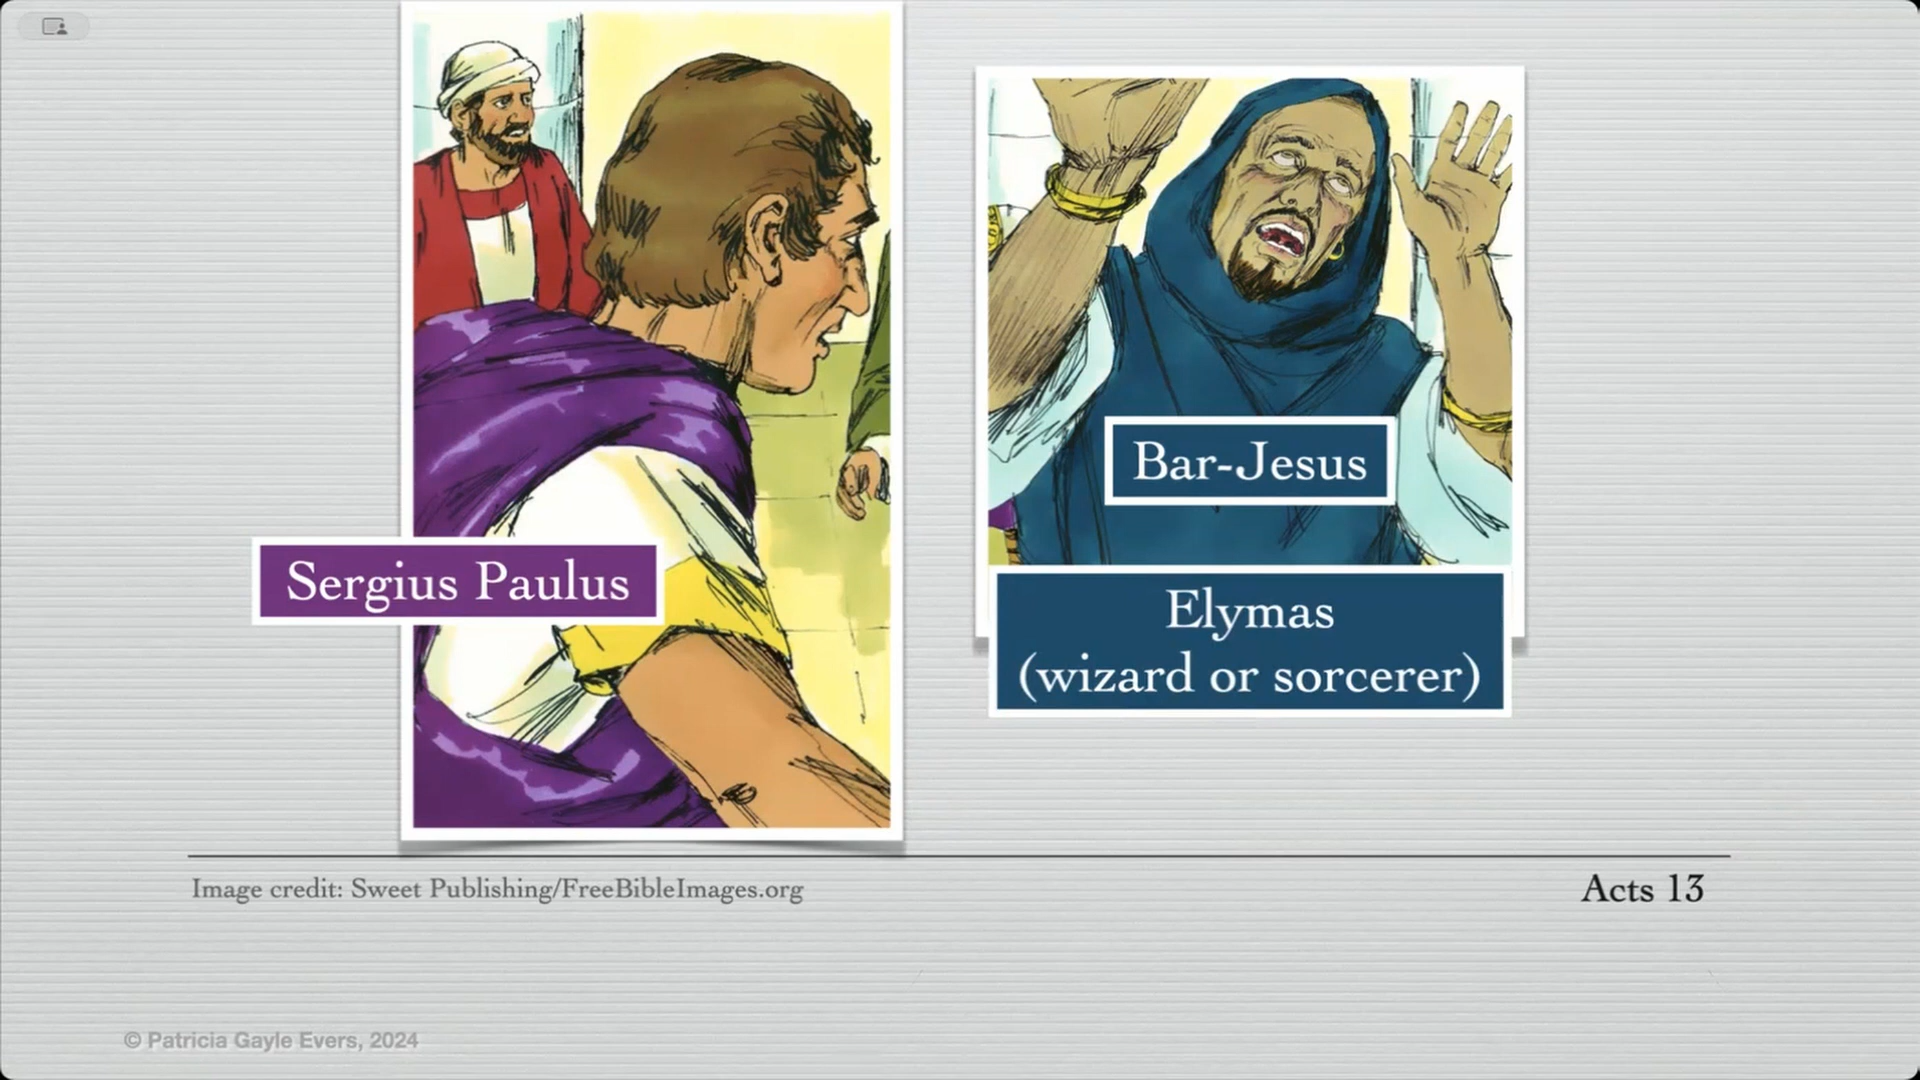 Sergius Paulus
Bar-Jesus
Elymas
(wizard or sorcerer)
Image credit: Sweet Publishing/FreeBibleImages.org
Acts 13
© Patricia Gayle Evers, 2024